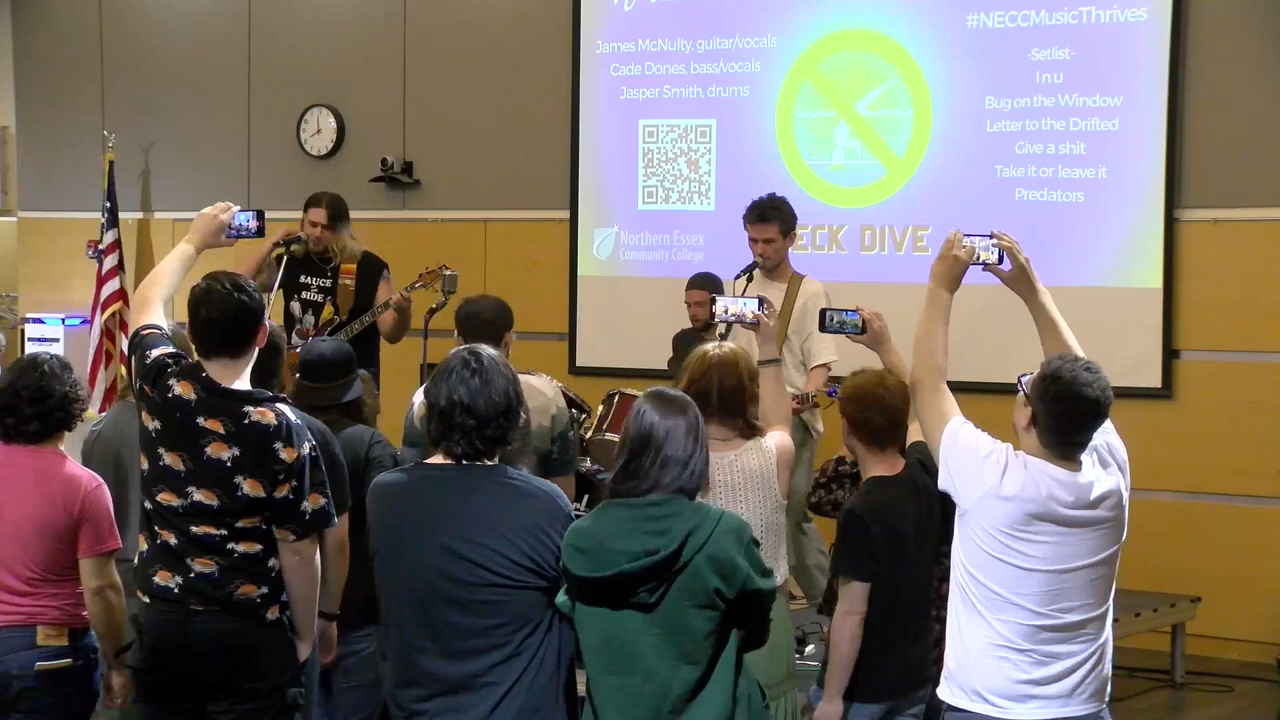 #NECCMusicThrives
James McNulty, guitar/vocals
Cade Dones, bass/vocals
Jasper Smith, drums
-Setlist-
Inu
Bug on the Window
Letter to the Drifted
Give a shit
Take it or leave it
Predators
Northern Essex
Community College
ECK DIVE
SAUCE
SIDE